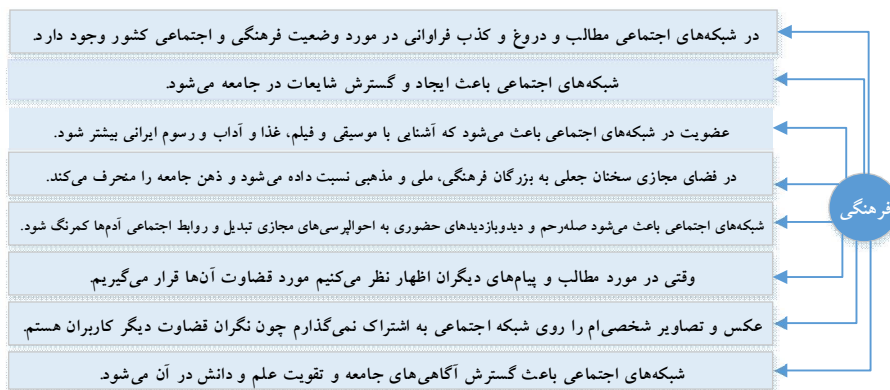 در شبکه‌های اجتماعی مطالب و دروغ و کذب فراوانی در مورد وضعیت فرهنگی و اجتماعی کشور وجود دارد.
شبکه‌های اجتماعی باعث ایجاد و گسترش شایعات در جامعه می‌شود.
عضویت در شبکه‌های اجتماعی باعث می‌شود که آشنایی با موسیقی و فیلم، غذا و آداب و رسوم ایرانی بیشتر شود.
در فضای مجازی سخنان جعلی به بزرگان فرهنگی، ملی و مذهبی نسبت داده می‌شود و ذهن جامعه را منحرف می‌کند.
فرهنگی
شبکه‌های اجتماعی باعث می‌شود صله‌رحم و دیدوبازدیدهای حضوری به احوالپرسی‌های مجازی تبدیل و روابط اجتماعی آدم‌ها کمرنگ شود.
وقتی در مورد مطالب و پیام‌های دیگران اظهار نظر می‌کنیم مورد قضاوت آن‌ها قرار می‌گیریم.
عکس و تصاویر شخصی‌ام را روی شبکه اجتماعی به اشتراک نمی‌گذارم چون نگران قضاوت دیگر کاربران هستم.
شبکه‌های اجتماعی باعث گسترش آگاهی‌های جامعه و تقویت علم و دانش در آن می‌شود.